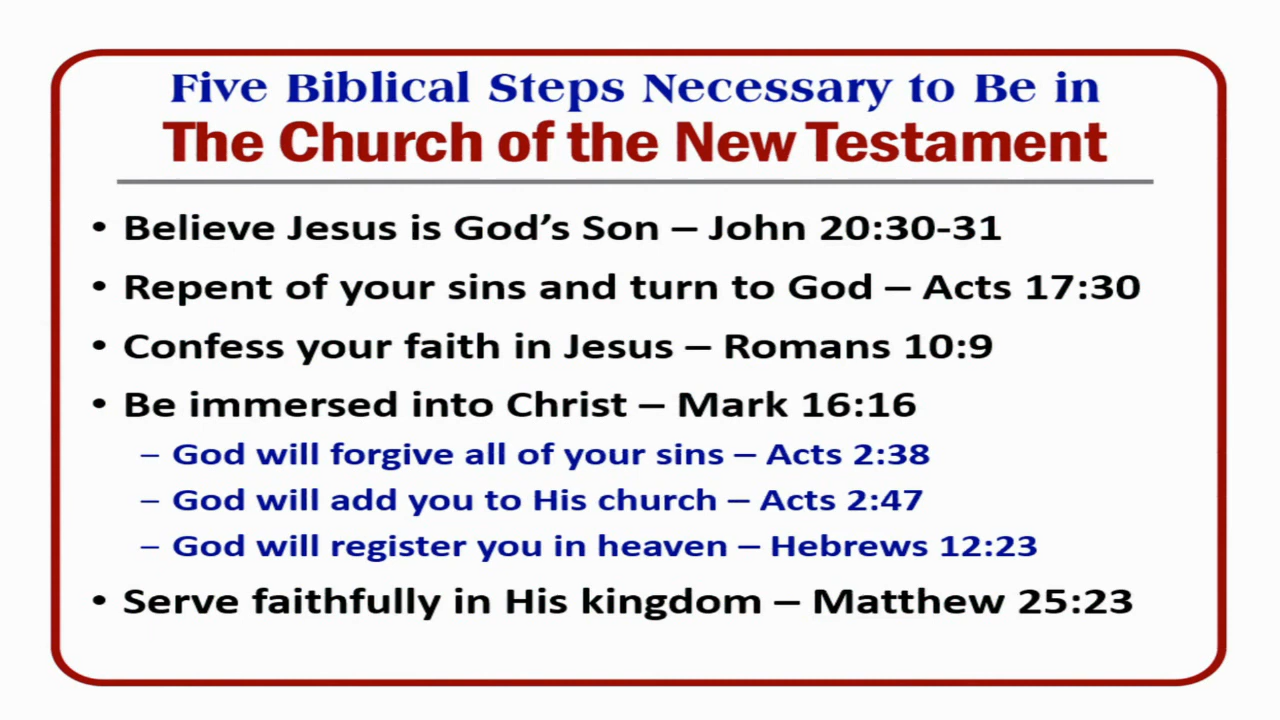 Five Biblical Steps Necessary to Be in
The Church of the New Testament
• Believe Jesus is God’s Son – John 20:30-31
• Repent of your sins and turn to God – Acts 17:30
• Confess your faith in Jesus – Romans 10:9
• Be immersed into Christ – Mark 16:16
– God will forgive all of your sins – Acts 2:38
– God will add you to His church – Acts 2:47
– God will register you in heaven – Hebrews 12:23
• Serve faithfully in His kingdom – Matthew 25:23